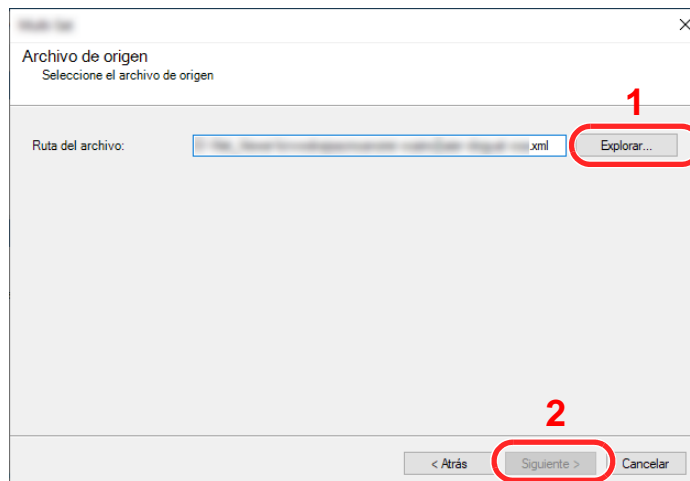 Archivo de origen
Seleccione el archivo de origen
1
Ruta del archivo: .xml Explorar...
2
< Atrás Siguiente > Cancelar